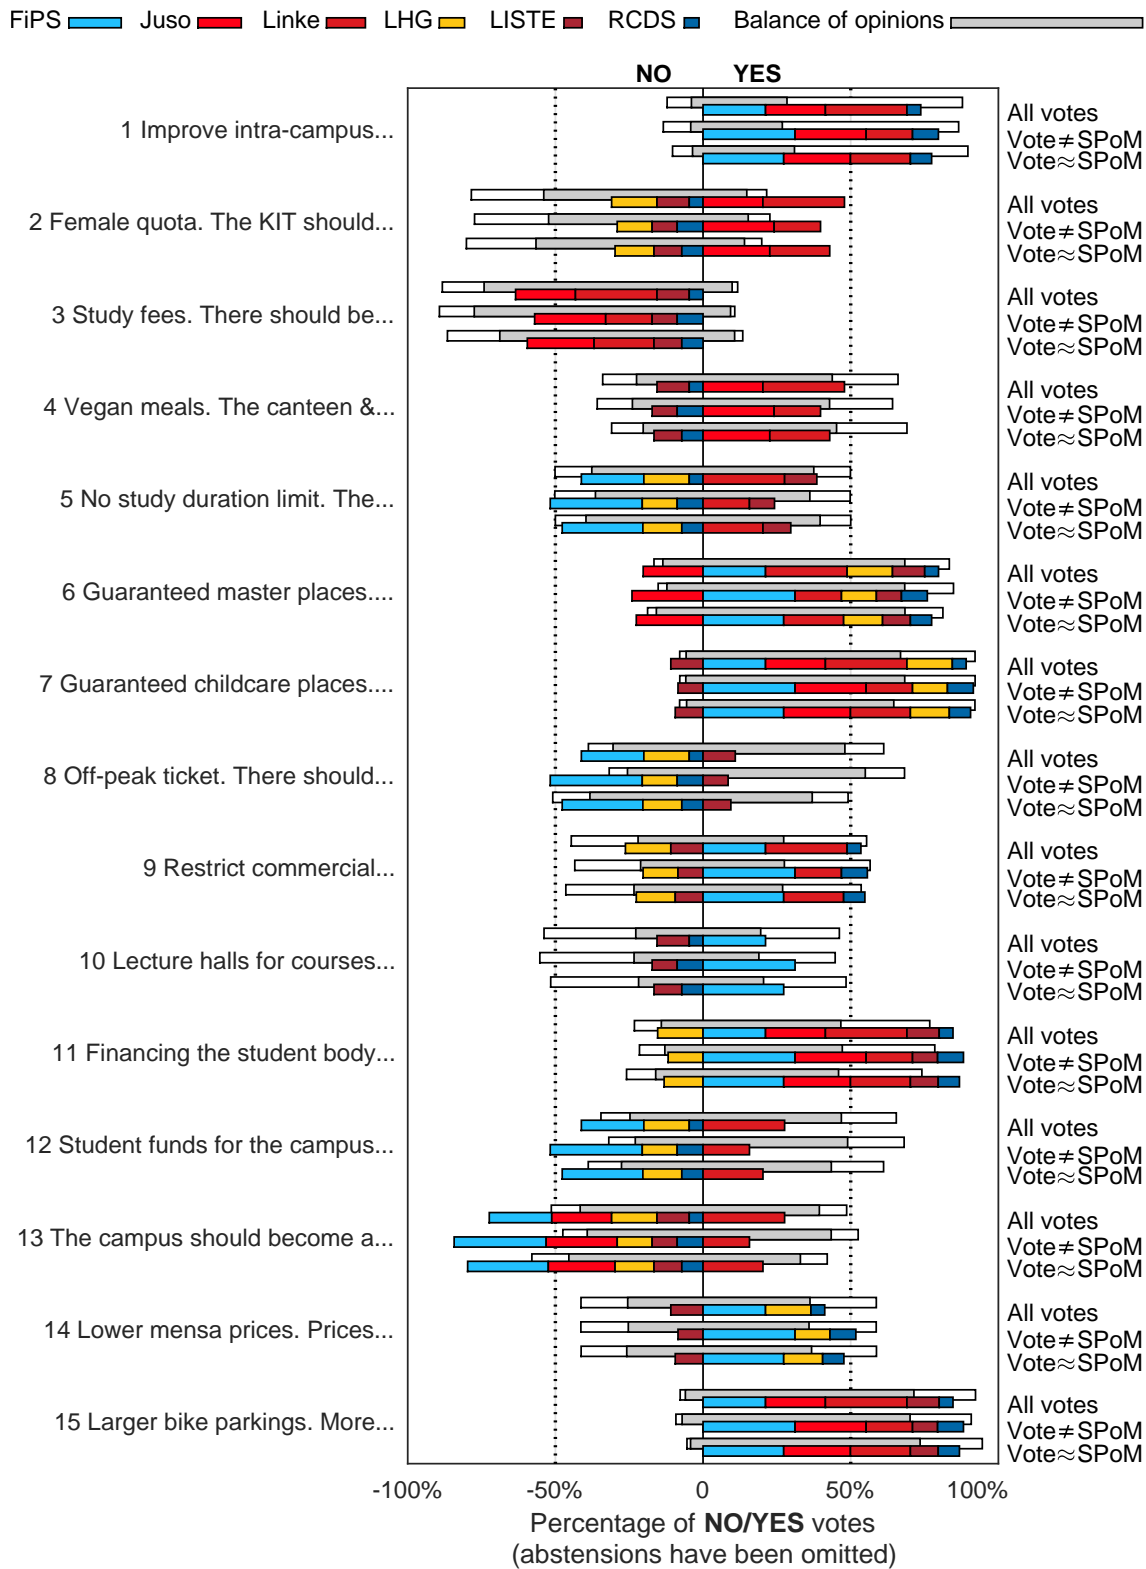 FiPS Juso Linke LHG LISTE RCDS Balance of opinions
NO YES
1 Improve intra-campus...
All votes
Vote≠SPoM
Vote≈SPoM
2 Female quota. The KIT should...
All votes
Vote≠SPoM
Vote≈SPoM
3 Study fees. There should be...
All votes
Vote≠SPoM
Vote≈SPoM
4 Vegan meals. The canteen &...
All votes
Vote≠SPoM
Vote≈SPoM
5 No study duration limit. The...
All votes
Vote≠SPoM
Vote≈SPoM
6 Guaranteed master places....
All votes
Vote≠SPoM
Vote≈SPoM
7 Guaranteed childcare places....
All votes
Vote≠SPoM
Vote≈SPoM
8 Off-peak ticket. There should...
All votes
Vote≠SPoM
Vote≈SPoM
9 Restrict commercial...
All votes
Vote≠SPoM
Vote≈SPoM
10 Lecture halls for courses...
All votes
Vote≠SPoM
Vote≈SPoM
11 Financing the student body...
All votes
Vote≠SPoM
Vote≈SPoM
12 Student funds for the campus...
All votes
Vote≠SPoM
Vote≈SPoM
13 The campus should become a...
All votes
Vote≠SPoM
Vote≈SPoM
14 Lower mensa prices. Prices...
All votes
Vote≠SPoM
Vote≈SPoM
15 Larger bike parkings. More...
All votes
Vote≠SPoM
Vote≈SPoM
-100% -50% 0 50% 100%
Percentage of NO/YES votes
(abstensions have been omitted)